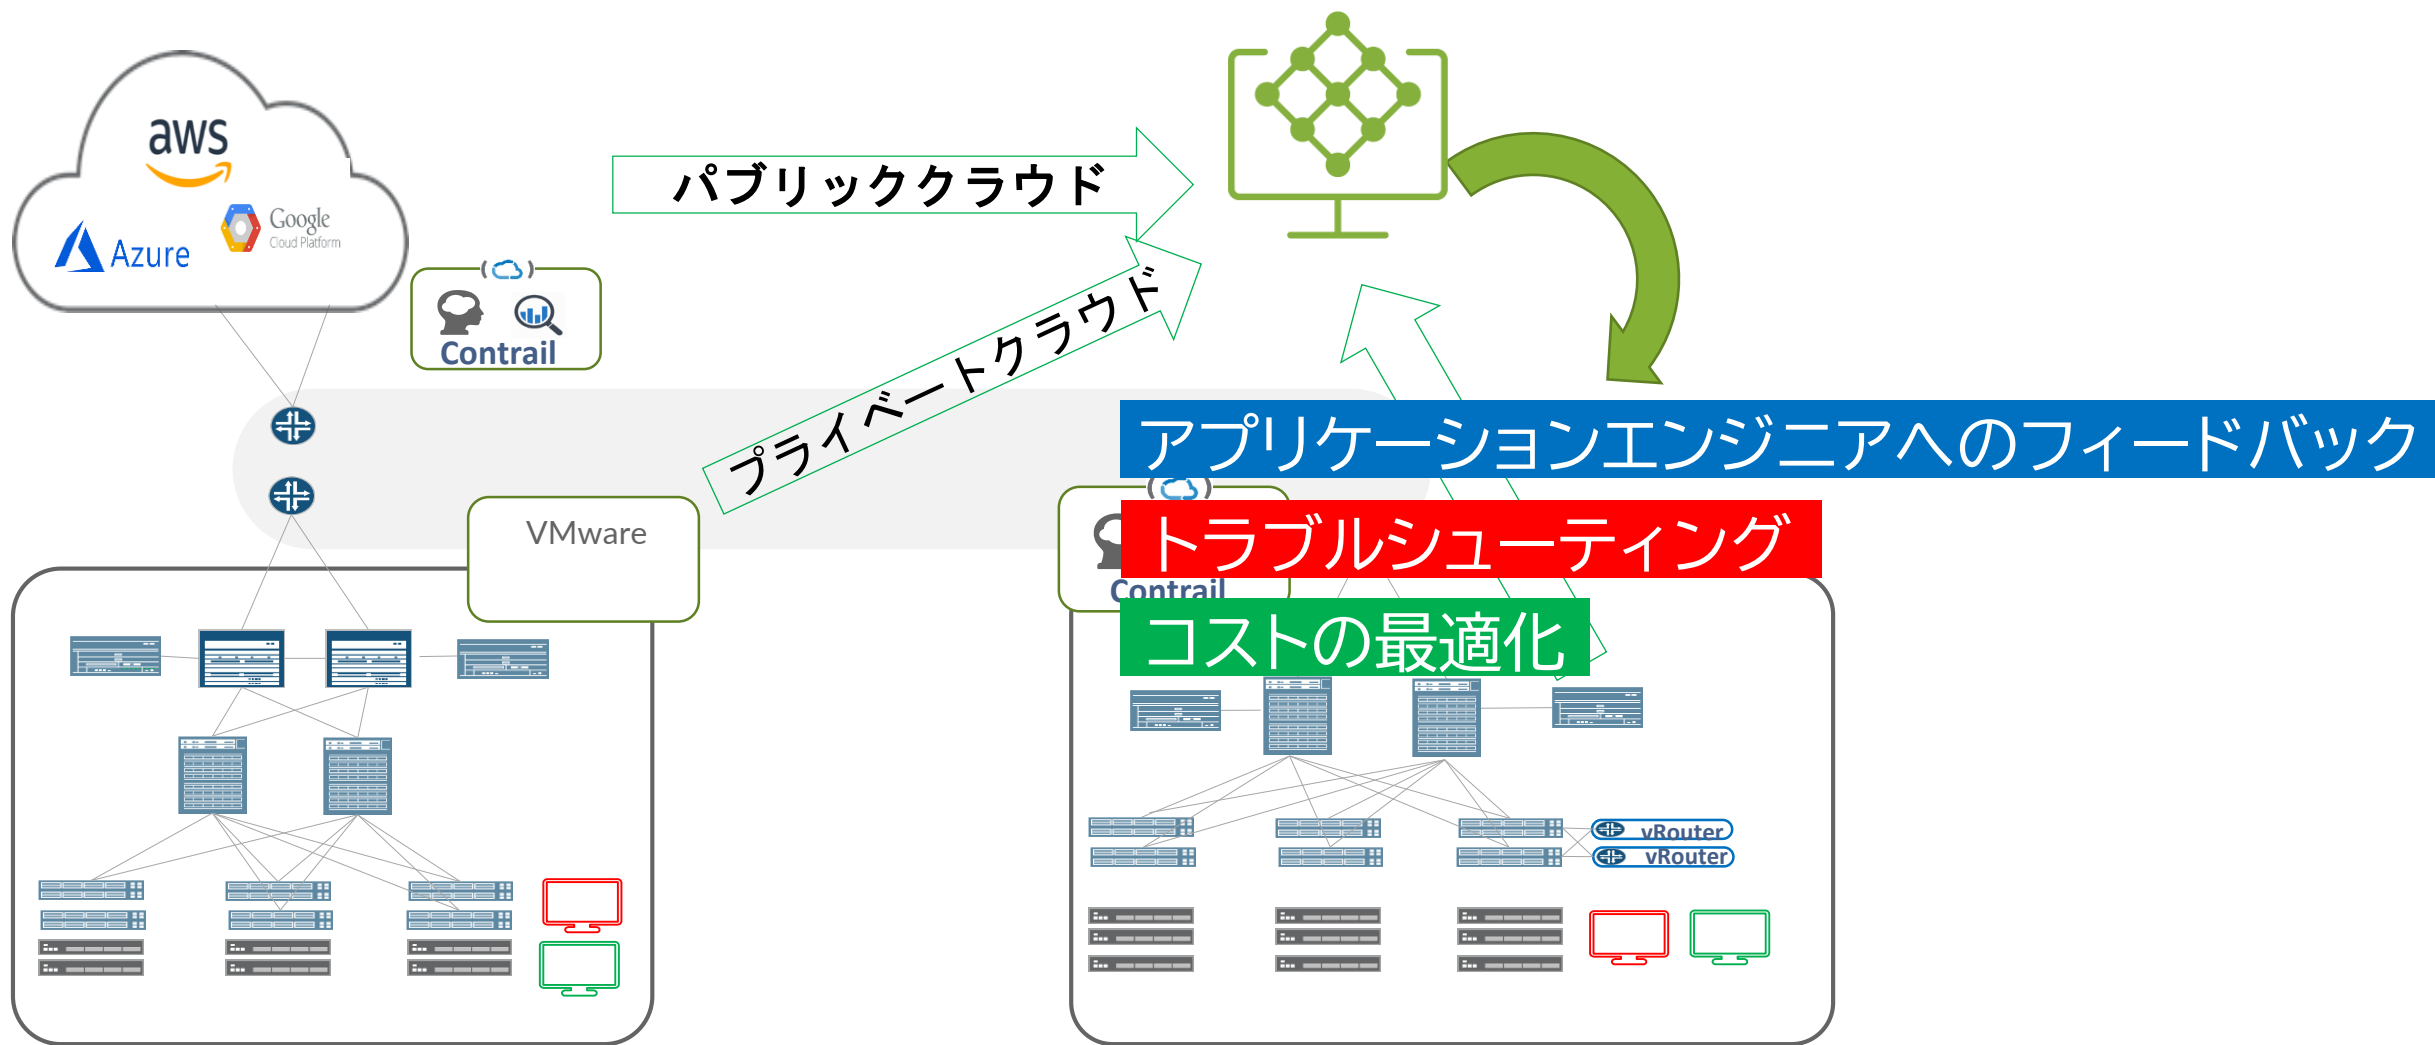 aws
Google
Cloud Platform
Azure
Contrail
パブリッククラウド
プライベートクラウド
アプリケーションエンジニアへのフィードバック
トラブルシューティング
コストの最適化
VMware
Contrail
vRouter
vRouter